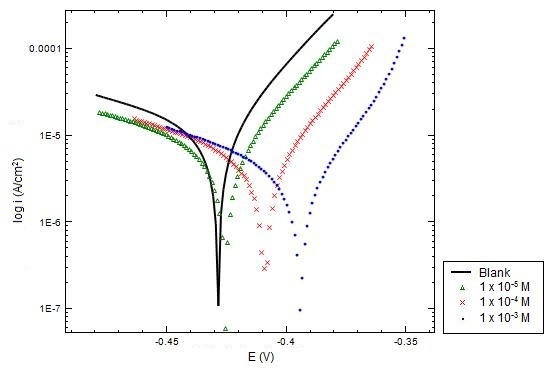 0.0001
1E-5
1E-6
1E-7
log i (A/cm²)
-0.45
-0.4
-0.35
E (V)
Blank
1 x 10⁻⁵ M
1 x 10⁻⁴ M
1 x 10⁻³ M